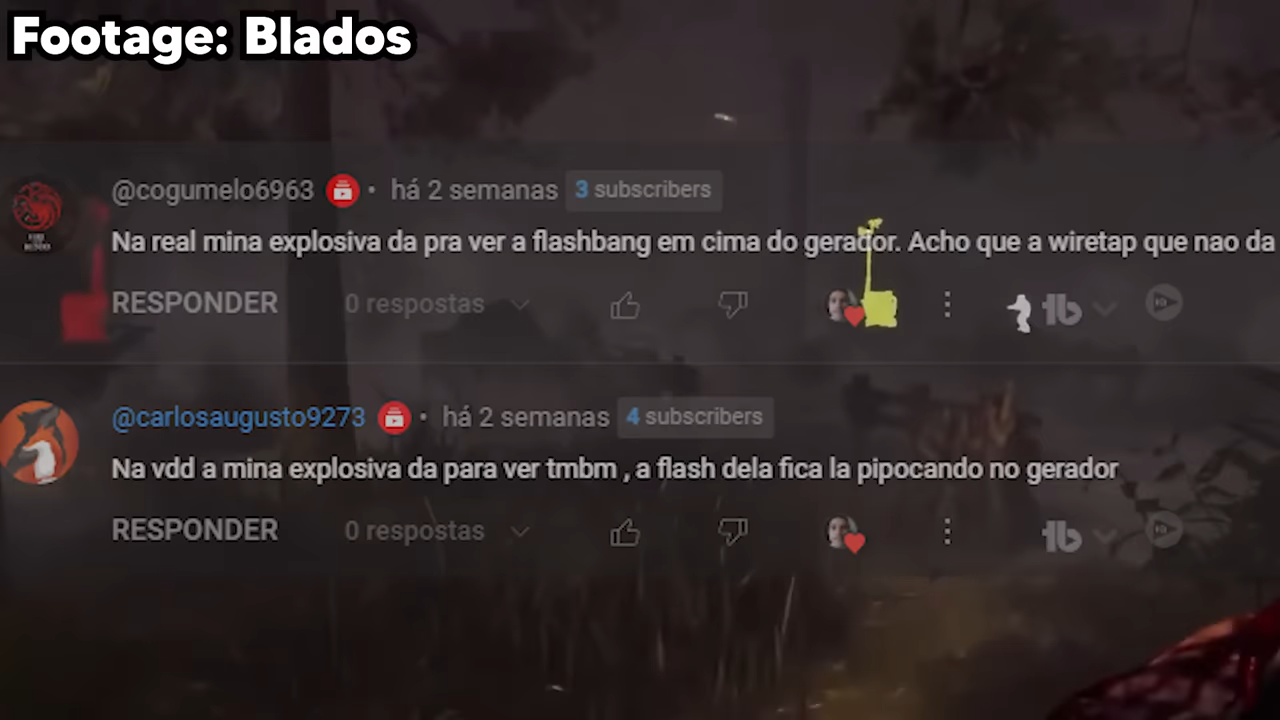 Footage: Blados
@cogumelo6963 • há 2 semanas 3 subscribers
Na real mina explosiva da pra ver a flashbang em cima do gerador. Acho que a wiretap que nao da
RESPONDER 0 respostas
@carlosaugusto9273 • há 2 semanas 4 subscribers
Na vdd a mina explosiva da para ver tmbm , a flash dela fica la pipocando no gerador
RESPONDER 0 respostas